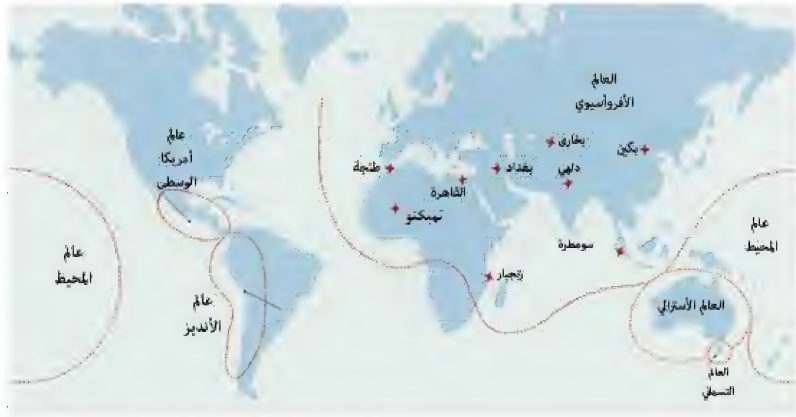 العالم
الأفروآسيوي
بخارى
بكين
عالم
أمريكا
الوسطى
طنجة
القاهرة
بغداد
دلهي
تمبكتو
عالم
المحيط
عالم
المحيط
سومطرة
زنجبار
عالم
الأنديز
العالم الأسترالي
العالم
التسماني